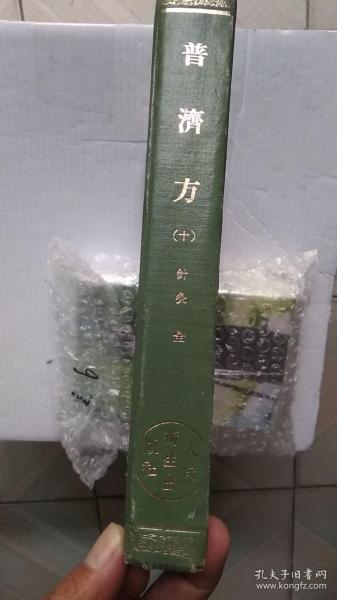 普濟方
(十)
針灸
全
人民
衛生出
版社
孔夫子旧书网
www.kongfz.com